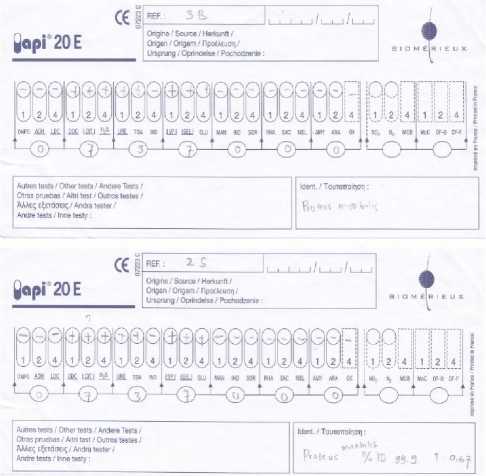 api® 20 E
CE
REF. : 3 B
Origine / Source / Herkunft /
Origen / Origem / Προέλευση /
Ursprung / Oprindelse / Pochodzenie :
BIOMÉRIEUX
1 2 4 1 2 4 1 2 4 1 2 4 1 2 4 1 2 4 1 2 4 1 2 4 1 2 4
ONPG ADH LDC ODC |CIT| H₂S URE TDA IND |VP| |GEL| GLU MAN INO SOR RHA SAC MEL AMY ARA OX NO₂ N₂ MOB McC OF-O OF-F
0 7 3 7 0 0 0
Autres tests / Other tests / Andere Tests /
Otras pruebas / Altri test / Outros testes /
Άλλες εξετάσεις / Andra tester /
Andre tests / Inne testy :
Ident. / Ταυτοποίηση :
Proteus mirabilis
api® 20 E
CE
REF. : 2 S
Origine / Source / Herkunft /
Origen / Origem / Προέλευση /
Ursprung / Oprindelse / Pochodzenie :
BIOMÉRIEUX
?
1 2 4 1 2 4 1 2 4 1 2 4 1 2 4 1 2 4 1 2 4 1 2 4 1 2 4
ONPG ADH LDC ODC |CIT| H₂S URE TDA IND |VP| |GEL| GLU MAN INO SOR RHA SAC MEL AMY ARA OX NO₂ N₂ MOB McC OF-O OF-F
0 7 3 7 0 0 0
Autres tests / Other tests / Andere Tests /
Otras pruebas / Altri test / Outros testes /
Άλλες εξετάσεις / Andra tester /
Andre tests / Inne testy :
Ident. / Ταυτοποίηση :
mirabilis
Proteus % ID 99.9 T: 0.67